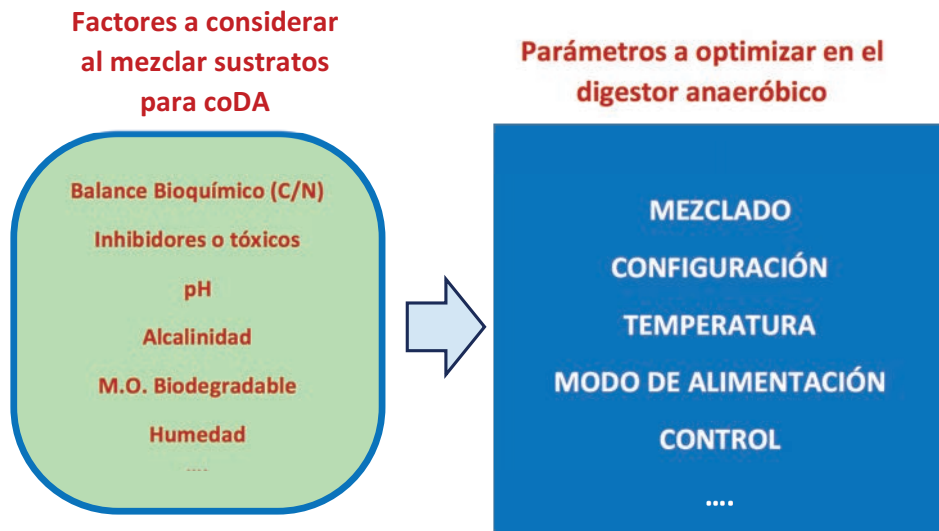 Factores a considerar
al mezclar sustratos
para coDA
Balance Bioquímico (C/N)
Inhibidores o tóxicos
pH
Alcalinidad
M.O. Biodegradable
Humedad
....
Parámetros a optimizar en el
digestor anaeróbico
MEZCLADO
CONFIGURACIÓN
TEMPERATURA
MODO DE ALIMENTACIÓN
CONTROL
....